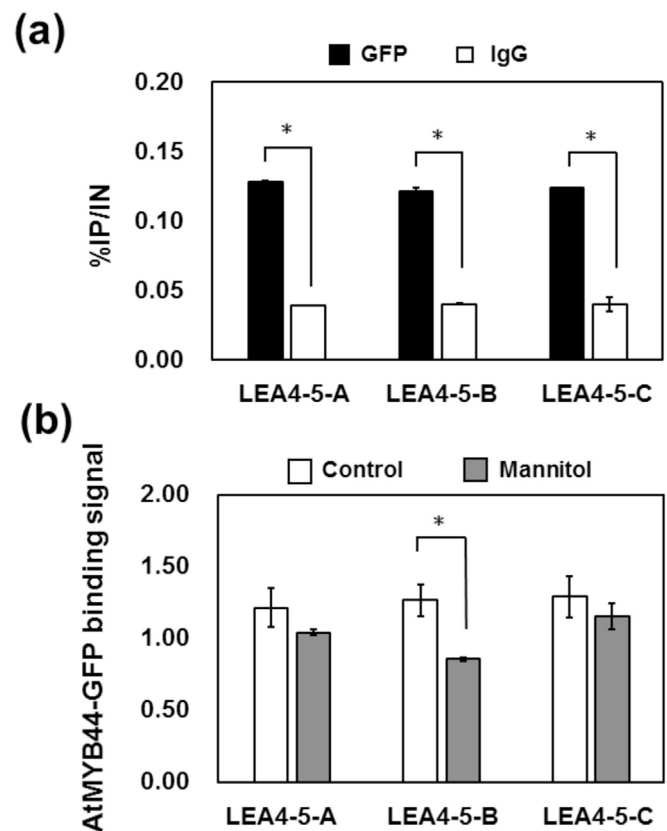 (a)
GFP IgG
%IP/IN
0.20
0.15
0.10
0.05
0.00
* * *
LEA4-5-A LEA4-5-B LEA4-5-C
(b)
Control Mannitol
AtMYB44-GFP binding signal
2.00
1.50
1.00
0.50
0.00
*
LEA4-5-A LEA4-5-B LEA4-5-C